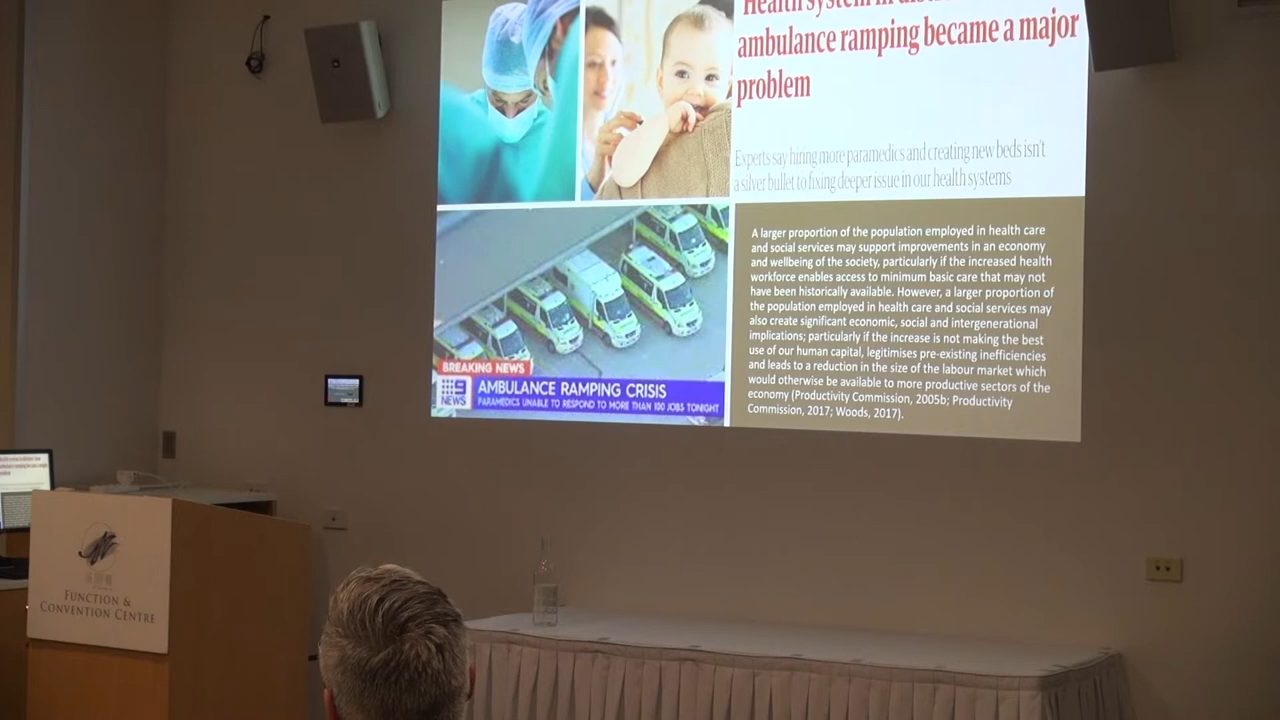 Health system in
ambulance ramping became a major
problem
Experts say hiring more paramedics and creating new beds isn't
a silver bullet to fixing deeper issue in our health systems
A larger proportion of the population employed in health care
and social services may support improvements in an economy
and wellbeing of the society, particularly if the increased health
workforce enables access to minimum basic care that may not
have been historically available. However, a larger proportion of
the population employed in health care and social services may
also create significant economic, social and intergenerational
implications; particularly if the increase is not making the best
use of our human capital, legitimises pre-existing inefficiencies
and leads to a reduction in the size of the labour market which
would otherwise be available to more productive sectors of the
economy (Productivity Commission, 2005b; Productivity
Commission, 2017; Woods, 2017).
BREAKING NEWS
9
NEWS
AMBULANCE RAMPING CRISIS
PARAMEDICS UNABLE TO RESPOND TO MORE THAN 100 JOBS TONIGHT
FUNCTION &
CONVENTION CENTRE